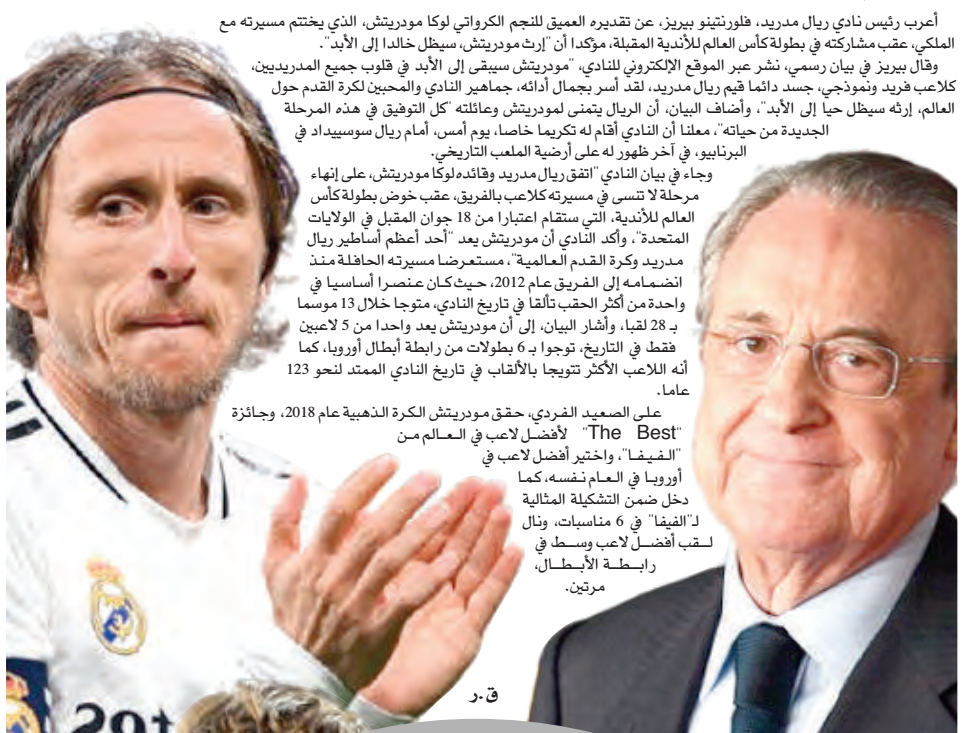 أعرب رئيس نادي ريال مدريد، فلورنتينو بيريز، عن تقديره العميق للنجم الكرواتي لوكا مودريتش، الذي يختتم مسيرته مع
الملكي، عقب مشاركته في بطولة كأس العالم للأندية المقبلة، مؤكدا أن "إرث مودريتش، سيظل خالدا إلى الأبد".
وقال بيريز في بيان رسمي، نشر عبر الموقع الإلكتروني للنادي، "مودريتش سيبقى إلى الأبد في قلوب جميع المدريديين،
كلاعب فريد ونموذجي، جسد دائما قيم ريال مدريد، لقد أسر بجمال أدائه، جماهير النادي والمحبين لكرة القدم حول
العالم، إرثه سيظل حيا إلى الأبد"، وأضاف البيان، أن الريال يتمنى لمودريتش وعائلته "كل التوفيق في هذه المرحلة
الجديدة من حياته"، معلنا أن النادي أقام له تكريما خاصا، يوم أمس، أمام ريال سوسييداد في
البرنابيو، في آخر ظهور له على أرضية الملعب التاريخي.
وجاء في بيان النادي "اتفق ريال مدريد وقائده لوكا مودريتش، على إنهاء
مرحلة لا تنسى في مسيرته كلاعب بالفريق، عقب خوض بطولة كأس
العالم للأندية، التي ستقام اعتبارا من 18 جوان المقبل في الولايات
المتحدة"، وأكد النادي أن مودريتش يعد "أحد أعظم أساطير ريال
مدريد وكرة القدم العالمية"، مستعرضا مسيرته الحافلة منذ
انضمامه إلى الفريق عام 2012، حيث كان عنصرا أساسيا في
واحدة من أكثر الحقب تألقا في تاريخ النادي، متوجا خلال 13 موسما
بـ 28 لقبا، وأشار البيان، إلى أن مودريتش يعد واحدا من 5 لاعبين
فقط في التاريخ، توجوا بـ 6 بطولات من رابطة أبطال أوروبا، كما
أنه اللاعب الأكثر تتويجا بالألقاب في تاريخ النادي الممتد لنحو 123
عاما.
على الصعيد الفردي، حقق مودريتش الكرة الذهبية عام 2018، وجائزة
"The Best" لأفضل لاعب في العالم من
"الفيفا"، واختير أفضل لاعب في
أوروبا في العام نفسه، كما
دخل ضمن التشكيلة المثالية
لـ"الفيفا" في 6 مناسبات، ونال
لقب أفضل لاعب وسط في
رابطة الأبطال،
مرتين.
ق.ر